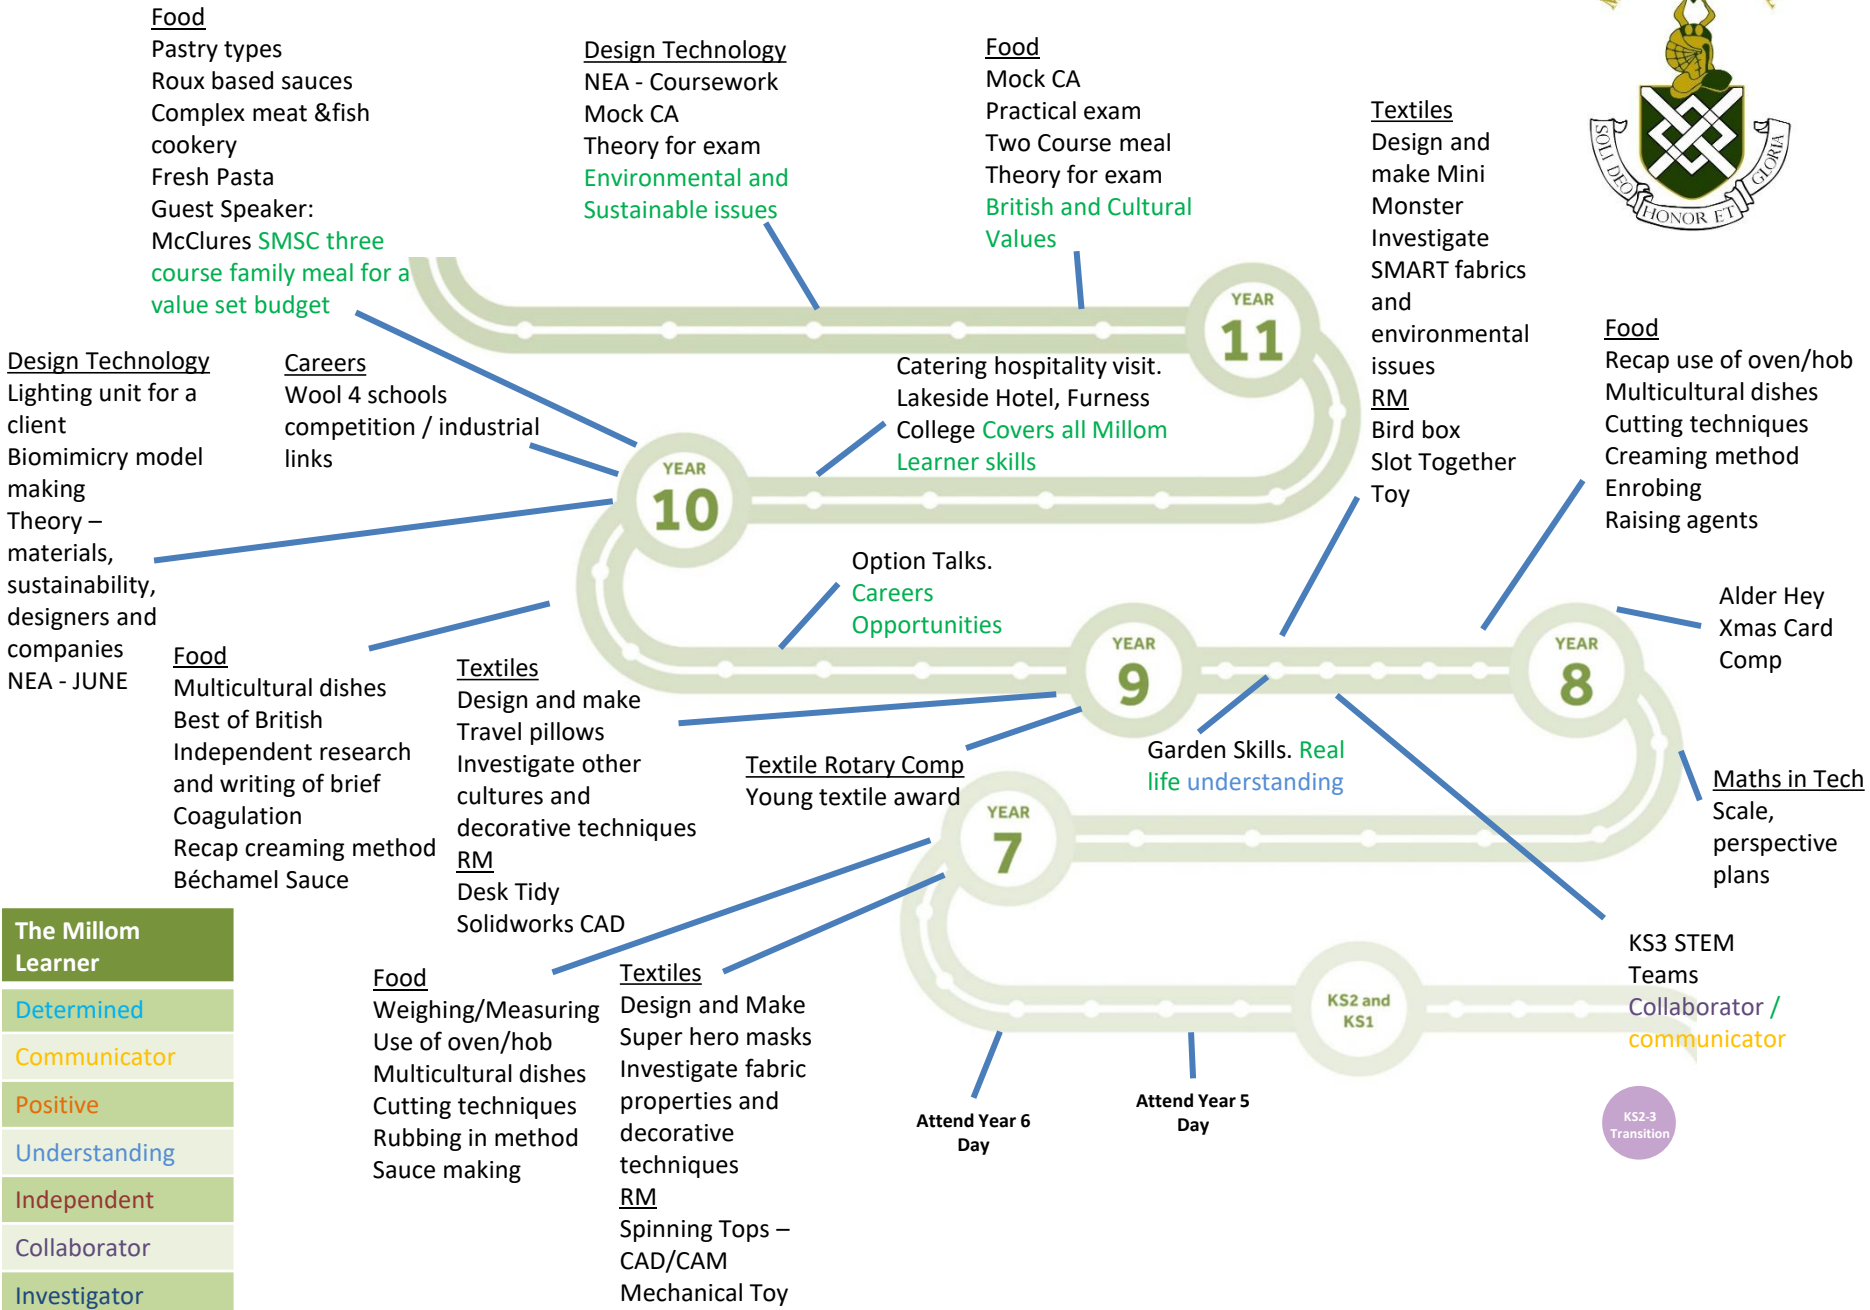 Food
Pastry types
Roux based sauces
Complex meat &fish
cookery
Fresh Pasta
Guest Speaker:
McClures SMSC three
course family meal for a
value set budget
Design Technology
NEA - Coursework
Mock CA
Theory for exam
Environmental and
Sustainable issues
Food
Mock CA
Practical exam
Two Course meal
Theory for exam
British and Cultural
Values
Textiles
Design and
make Mini
Monster
Investigate
SMART fabrics
and
environmental
issues
RM
Bird box
Slot Together
Toy
SOLI DEO
HONOR ET
GLORIA
YEAR
11
Food
Recap use of oven/hob
Multicultural dishes
Cutting techniques
Creaming method
Enrobing
Raising agents
Design Technology
Lighting unit for a
client
Biomimicry model
making
Theory –
materials,
sustainability,
designers and
companies
NEA - JUNE
Careers
Wool 4 schools
competition / industrial
links
Catering hospitality visit.
Lakeside Hotel, Furness
College Covers all Millom
Learner skills
YEAR
10
Option Talks.
Careers
Opportunities
YEAR
9
YEAR
8
Alder Hey
Xmas Card
Comp
Food
Multicultural dishes
Best of British
Independent research
and writing of brief
Coagulation
Recap creaming method
Béchamel Sauce
Textiles
Design and make
Travel pillows
Investigate other
cultures and
decorative techniques
RM
Desk Tidy
Solidworks CAD
Textile Rotary Comp
Young textile award
Garden Skills. Real
life understanding
Maths in Tech
Scale,
perspective
plans
YEAR
7
The Millom
Learner
Determined
Communicator
Positive
Understanding
Independent
Collaborator
Investigator
Food
Weighing/Measuring
Use of oven/hob
Multicultural dishes
Cutting techniques
Rubbing in method
Sauce making
Textiles
Design and Make
Super hero masks
Investigate fabric
properties and
decorative
techniques
RM
Spinning Tops –
CAD/CAM
Mechanical Toy
KS2 and
KS1
KS3 STEM
Teams
Collaborator /
communicator
Attend Year 6
Day
Attend Year 5
Day
KS2-3
Transition